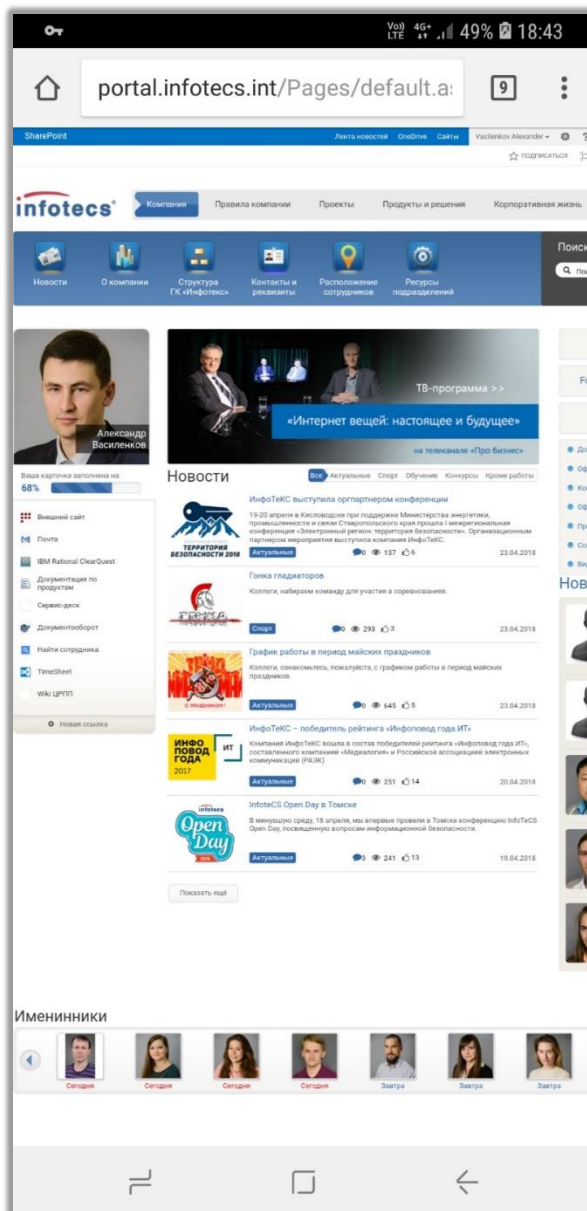 Vo)) LTE 4G+ 49% 18:43
portal.infotecs.int/Pages/default.a
9
SharePoint
Лента новостей OneDrive Сайты Vasilenkov Alexander ?
ПОДПИСАТЬСЯ
infotecs
Компания Правила компании Проекты Продукты и решения Корпоративная жизнь
Новости
О компании
Структура
ГК «Инфотекс»
Контакты и
реквизиты
Расположение
сотрудников
Ресурсы
подразделений
Поиск
Александр
Василенков
Ваша карточка заполнена на:
68%
Внешний сайт
Почта
IBM Rational ClearQuest
Документация по
продуктам
Сервис-деск
Документооборот
Найти сотрудника
TimeSheet
Wiki ЦРПП
Новая ссылка
ТВ-программа >>
«Интернет вещей: настоящее и будущее»
на телеканале «Про бизнес»
Новости
Все Актуальные Спорт Обучение Конкурсы Кроме работы
ТЕРРИТОРИЯ
БЕЗОПАСНОСТИ 2018
ИнфоТеКС выступила оргпартнером конференции
19-20 апреля в Кисловодске при поддержке Министерства энергетики,
промышленности и связи Ставропольского края прошла I межрегиональная
конференция «Электронный регион: территория безопасности». Организационным
партнером мероприятия выступила компания ИнфоТеКС.
Актуальные 0 137 6 23.04.2018
Гонка гладиаторов
Коллеги, набираем команду для участия в соревнованиях.
Спорт 0 293 3 23.04.2018
С ПРАЗДНИКОМ!
График работы в период майских праздников
Коллеги, ознакомьтесь, пожалуйста, с графиком работы в период майских
праздников.
Актуальные 0 645 5 23.04.2018
ИНФО
ПОВОД
ГОДА
2017
ИТ
ИнфоТеКС – победитель рейтинга «Инфоповод года.ИТ»
Компания ИнфоТеКС вошла в состав победителей рейтинга «Инфоповод года.ИТ»,
составленного компанией «Медиалогия» и Российской ассоциацией электронных
коммуникаций (РАЭК)
Актуальные 0 251 14 20.04.2018
infotecs
Open
Day
2018
InfoteCS Open Day в Томске
В минувшую среду, 18 апреля, мы впервые провели в Томске конференцию InfoTeCS
Open Day, посвященную вопросам информационной безопасности.
Актуальные 3 241 13 19.04.2018
Показать ещё
Нов
Именинники
Сегодня Сегодня Сегодня Сегодня Завтра Завтра Завтра